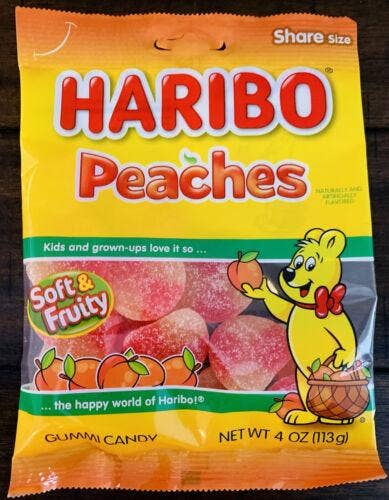 Share Size
HARIBO®
Peaches
NATURALLY AND
ARTIFICIALLY
FLAVORED
Kids and grown-ups love it so ...
Soft &
Fruity
... the happy world of Haribo!®
GUMMI CANDY
NET WT 4 OZ (113g)